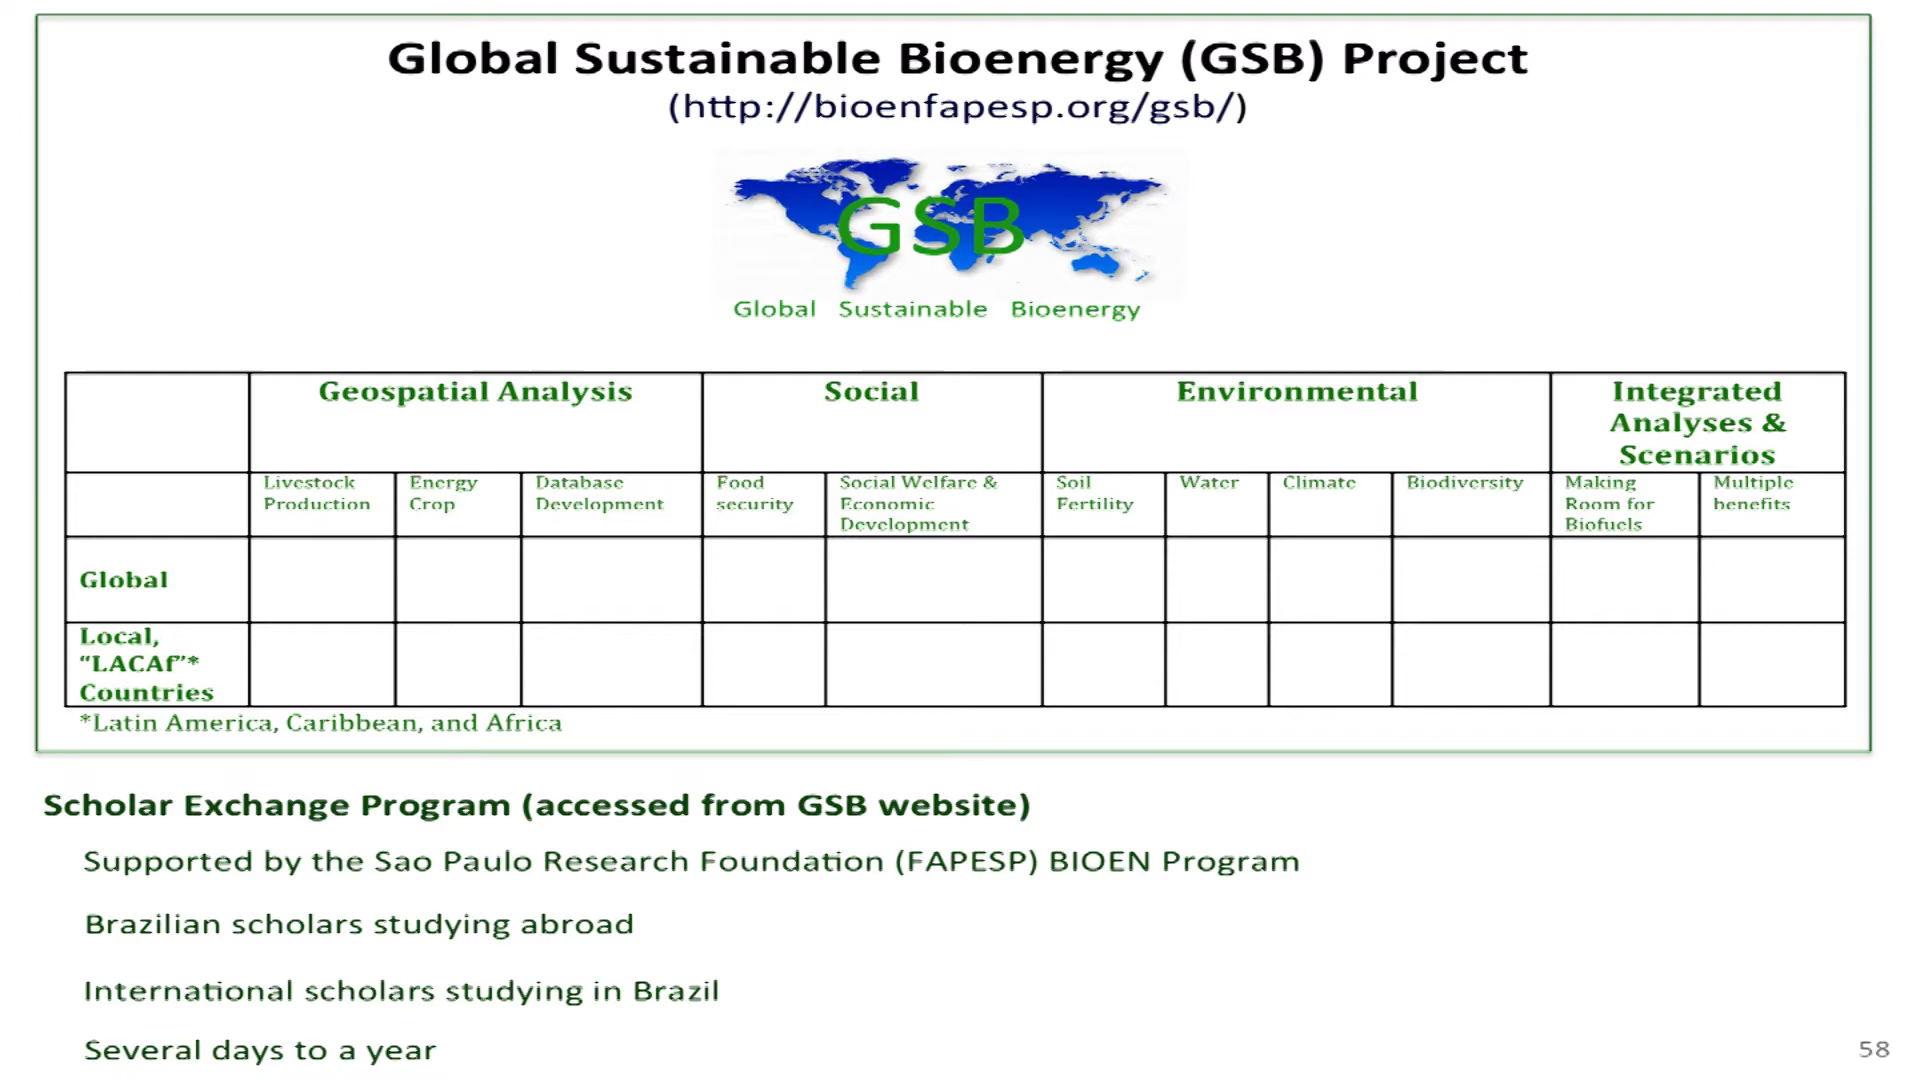 Global Sustainable Bioenergy (GSB) Project
(http://bioenfapesp.org/gsb/)
GSB
Global Sustainable Bioenergy
Geospatial Analysis
Social
Environmental
Integrated
Analyses &
Scenarios
Livestock
Production
Energy
Crop
Database
Development
Food
security
Social Welfare &
Economic
Development
Soil
Fertility
Water
Climate
Biodiversity
Making
Room for
Biofuels
Multiple
benefits
Global
Local,
“LACAf”*
Countries
*Latin America, Caribbean, and Africa
Scholar Exchange Program (accessed from GSB website)
Supported by the Sao Paulo Research Foundation (FAPESP) BIOEN Program
Brazilian scholars studying abroad
International scholars studying in Brazil
Several days to a year
58